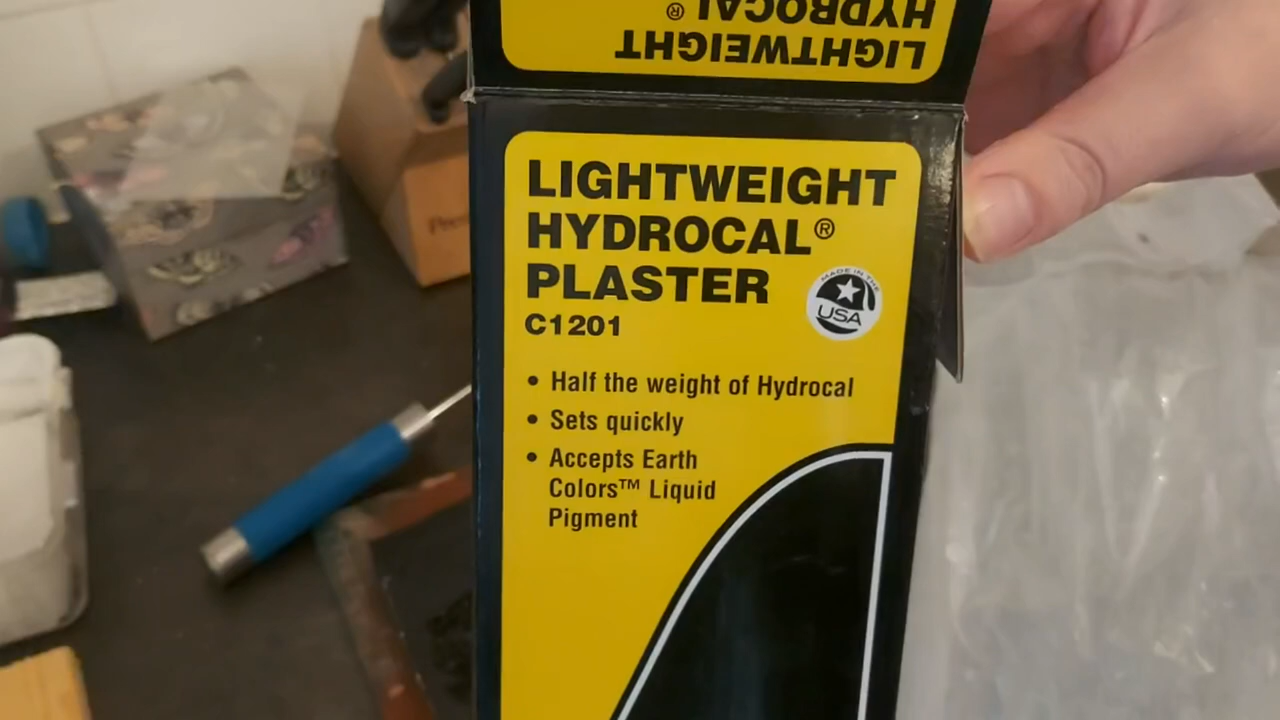 LIGHTWEIGHT
HYDROCAL®
LIGHTWEIGHT
HYDROCAL®
PLASTER
C1201
MADE IN THE
USA
• Half the weight of Hydrocal
• Sets quickly
• Accepts Earth
Colors™ Liquid
Pigment